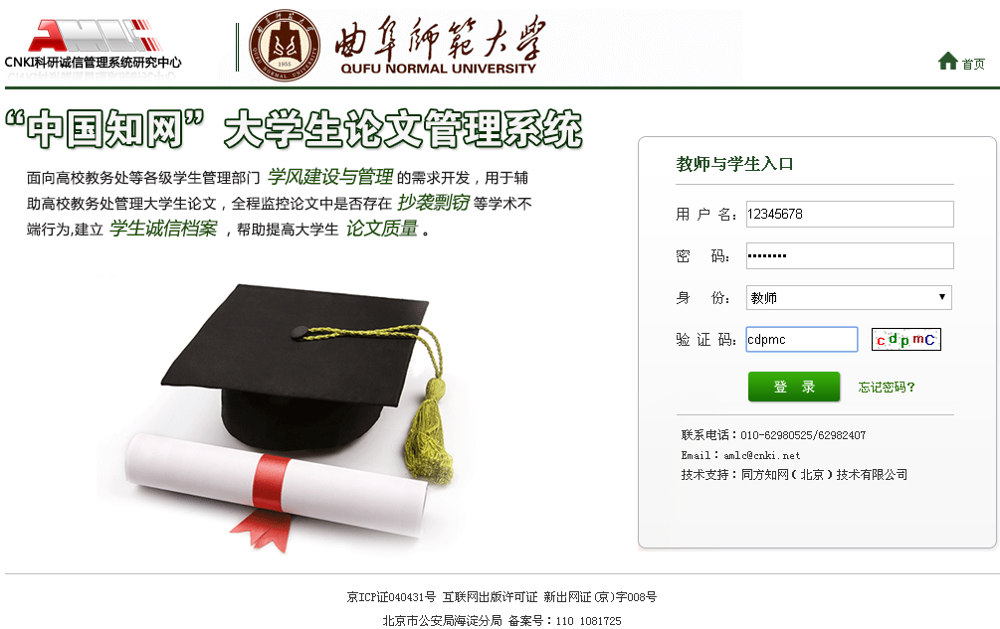 AMLC
CNKI科研诚信管理系统研究中心
曲阜师范大学
1955
曲阜師範大學
QUFU NORMAL UNIVERSITY
首页
“中国知网”大学生论文管理系统
面向高校教务处等各级学生管理部门 学风建设与管理 的需求开发，用于辅
助高校教务处管理大学生论文，全程监控论文中是否存在 抄袭剽窃 等学术不
端行为,建立 学生诚信档案 ，帮助提高大学生 论文质量 。
教师与学生入口
用 户 名： 12345678
密 码： ••••••••
身 份： 教师 ▼
验 证 码： cdpmc cdpmC
登 录 忘记密码?
联系电话：010-62980525/62982407
Email：amlc@cnki.net
技术支持：同方知网（北京）技术有限公司
京ICP证040431号 互联网出版许可证 新出网证(京)字008号
北京市公安局海淀分局 备案号：110 1081725